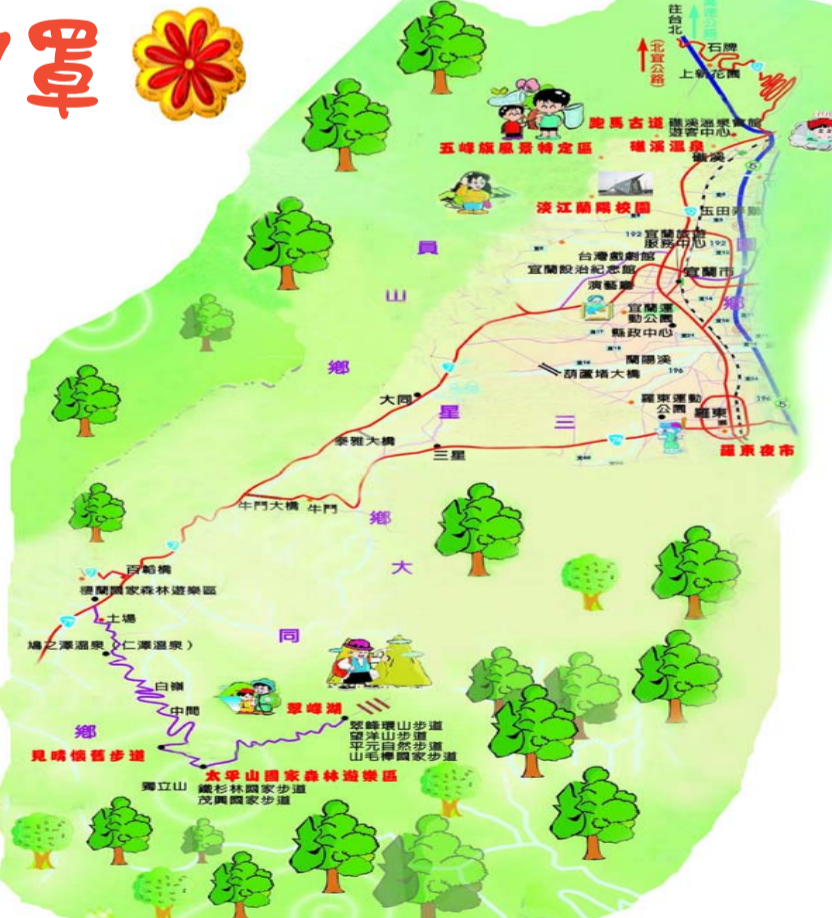 罩
往台北
(北宜公路)
石牌
上新花園
跑馬古道
礁溪溫泉會館
遊客中心
五峰旗風景特定區
礁溪溫泉
礁溪
淡江蘭陽校園
玉田弄獅
員
山
鄉
192
宜蘭旅遊
服務中心
192
台灣戲劇館
宜蘭設治紀念館
宜蘭市
演藝廳
鄉
宜蘭運
動公園
縣政中心
蘭陽溪
葫蘆堵大橋
196
大同
羅東運動
公園
羅東
196
5
星
三
泰雅大橋
三星
羅東夜市
7
牛鬥大橋
牛鬥
鄉
大
7
百韜橋
棲蘭國家森林遊樂區
土場
同
鳩之澤溫泉(仁澤溫泉)
白嶺
中間
翠峰湖
鄉
翠峰環山步道
望洋山步道
平元自然步道
山毛櫸國家步道
見晴懷舊步道
太平山國家森林遊樂區
獨立山
鐵杉林國家步道
茂興國家步道